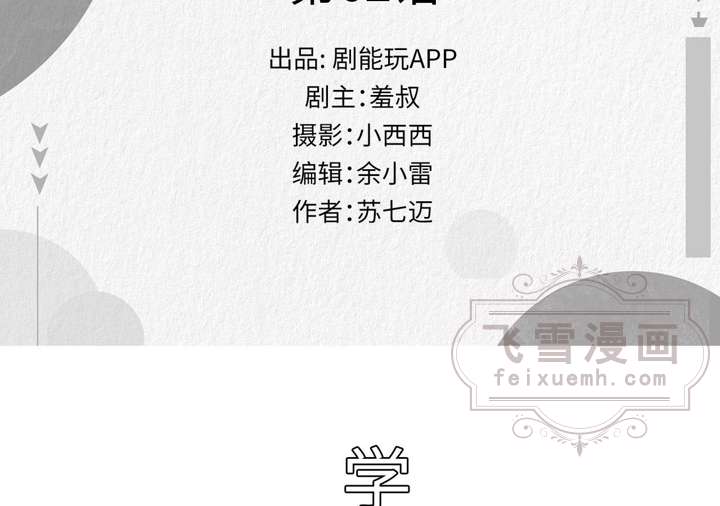 出品: 剧能玩APP
剧主:羞叔
摄影:小西西
编辑:余小雷
作者:苏七迈
飞雪漫画
feixuemh.com
学